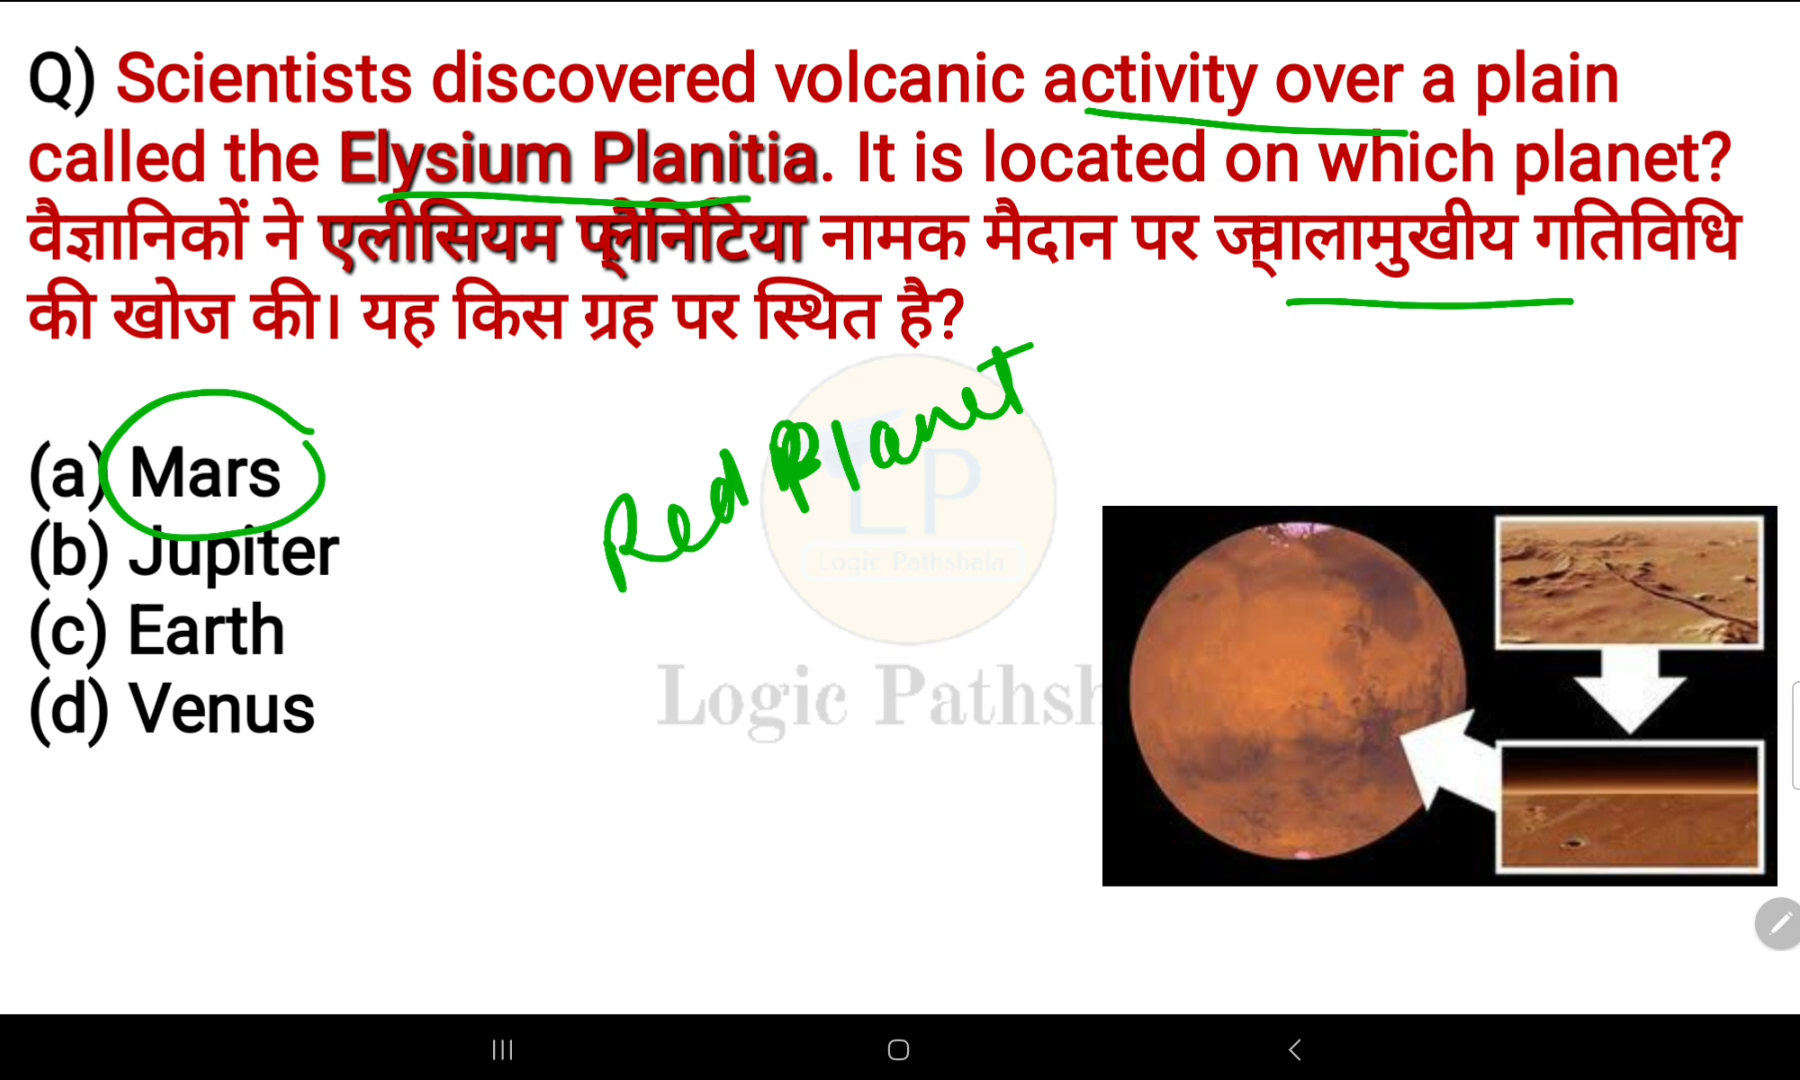 Q) Scientists discovered volcanic activity over a plain
called the Elysium Planitia. It is located on which planet?
वैज्ञानिकों ने एलीसियम प्लैनिटिया नामक मैदान पर ज्वालामुखीय गतिविधि
की खोज की। यह किस ग्रह पर स्थित है?
Red Planet
(a) Mars
(b) Jupiter
(c) Earth
(d) Venus
LP
Logic Pathshala
Logic Pathsh